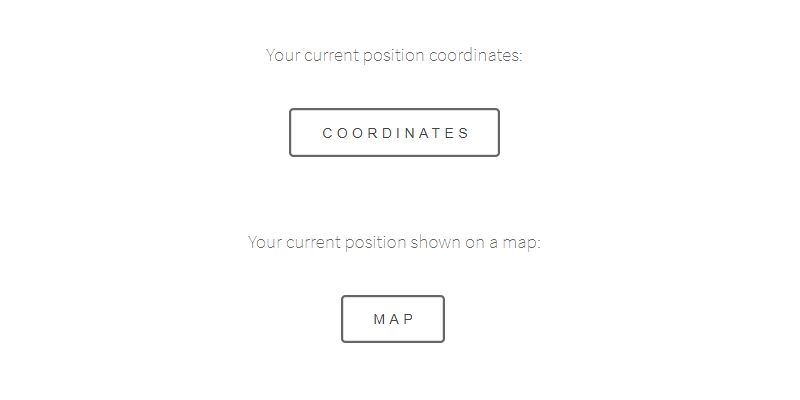 Your current position coordinates:
COORDINATES
Your current position shown on a map:
MAP